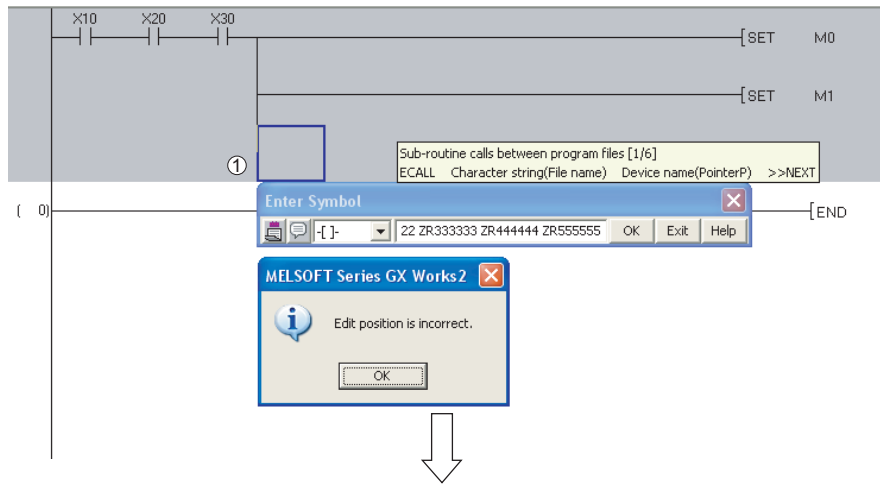 X10 X20 X30
[SET M0
[SET M1
①
Sub-routine calls between program files [1/6]
ECALL Character string(File name) Device name(PointerP) >>NEXT
Enter Symbol
( 0) [END
-[ ]- 22 ZR333333 ZR444444 ZR555555 OK Exit Help
MELSOFT Series GX Works2
Edit position is incorrect.
OK